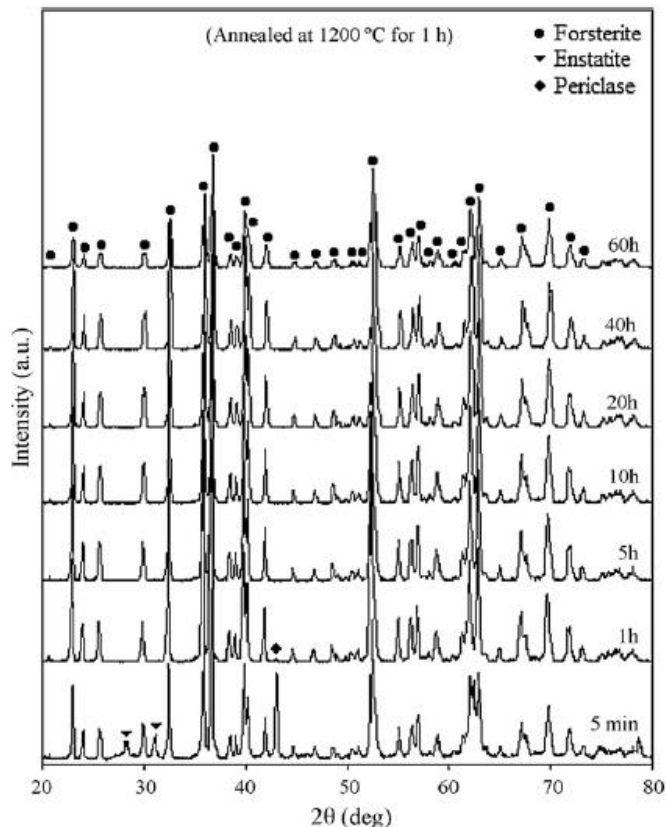 (Annealed at 1200 ºC for 1 h)
Forsterite
Enstatite
Periclase
60h
40h
20h
10h
5h
1h
5 min
Intensity (a.u.)
20 30 40 50 60 70 80
2θ (deg)